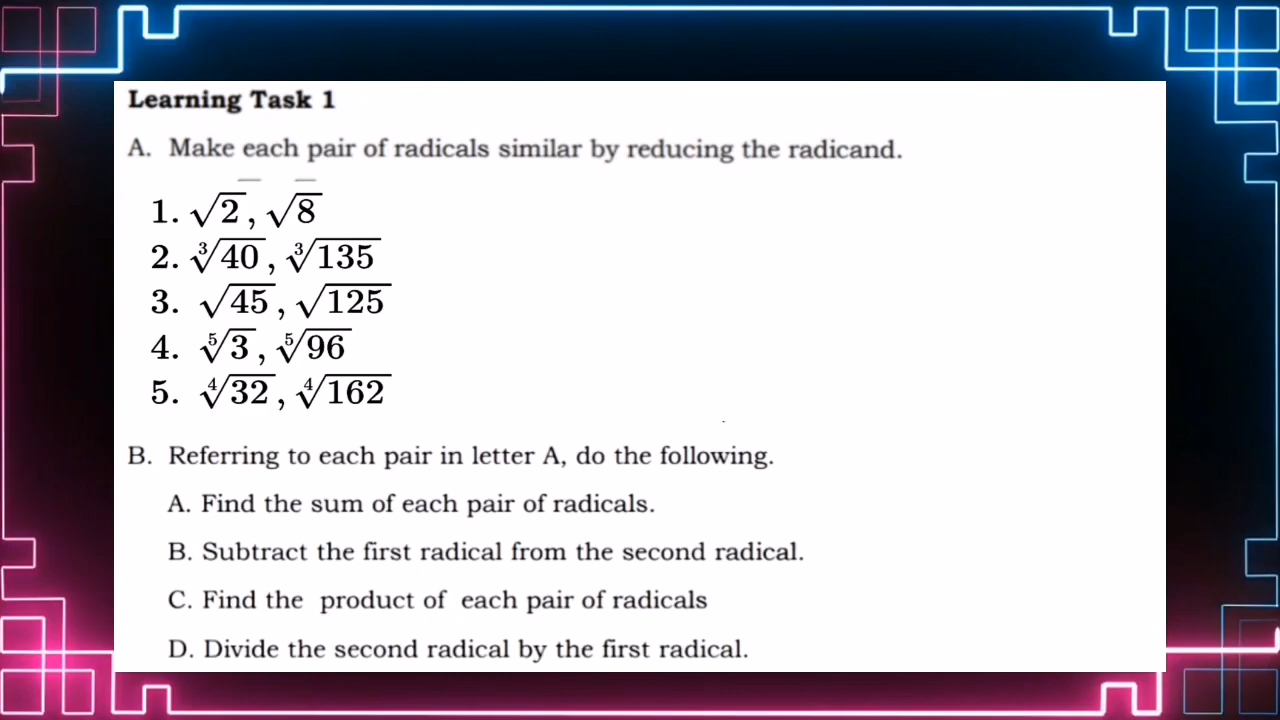 Learning Task 1
A. Make each pair of radicals similar by reducing the radicand.
1. √2, √8
2. ∛40, ∛135
3. √45, √125
4. ⁵√3, ⁵√96
5. ⁴√32, ⁴√162
B. Referring to each pair in letter A, do the following.
A. Find the sum of each pair of radicals.
B. Subtract the first radical from the second radical.
C. Find the product of each pair of radicals
D. Divide the second radical by the first radical.